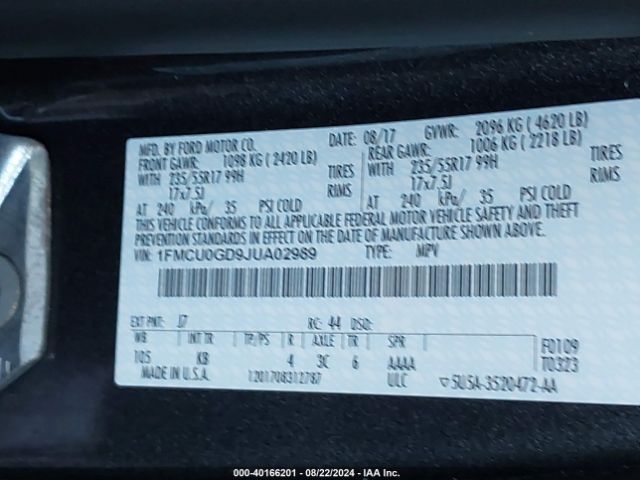 MFD. BY FORD MOTOR CO. DATE: 08/17 GVWR: 2096 KG ( 4620 LB)
FRONT GAWR: 1098 KG ( 2420 LB) REAR GAWR: 1006 KG ( 2218 LB)
WITH 235/55R17 99H TIRES WITH 235/55R17 99H TIRES
17x7.5J RIMS 17x7.5J RIMS
AT 240 kPa/ 35 PSI COLD AT 240 kPa/ 35 PSI COLD
THIS VEHICLE CONFORMS TO ALL APPLICABLE FEDERAL MOTOR VEHICLE SAFETY AND THEFT
PREVENTION STANDARDS IN EFFECT ON THE DATE OF MANUFACTURE SHOWN ABOVE.
VIN: 1FMCU0GD9JUA02989 TYPE: MPV
EXT PNT: J7 RC: 44 DSO:
WB INT TR TP/PS R AXLE TR SPR F0109
105 KB 4 3C 6 AAAA T0323
MADE IN U.S.A. 1201708312787 ULC ▽5U5A-3520472-AA
000-40166201 - 08/22/2024 - IAA Inc.